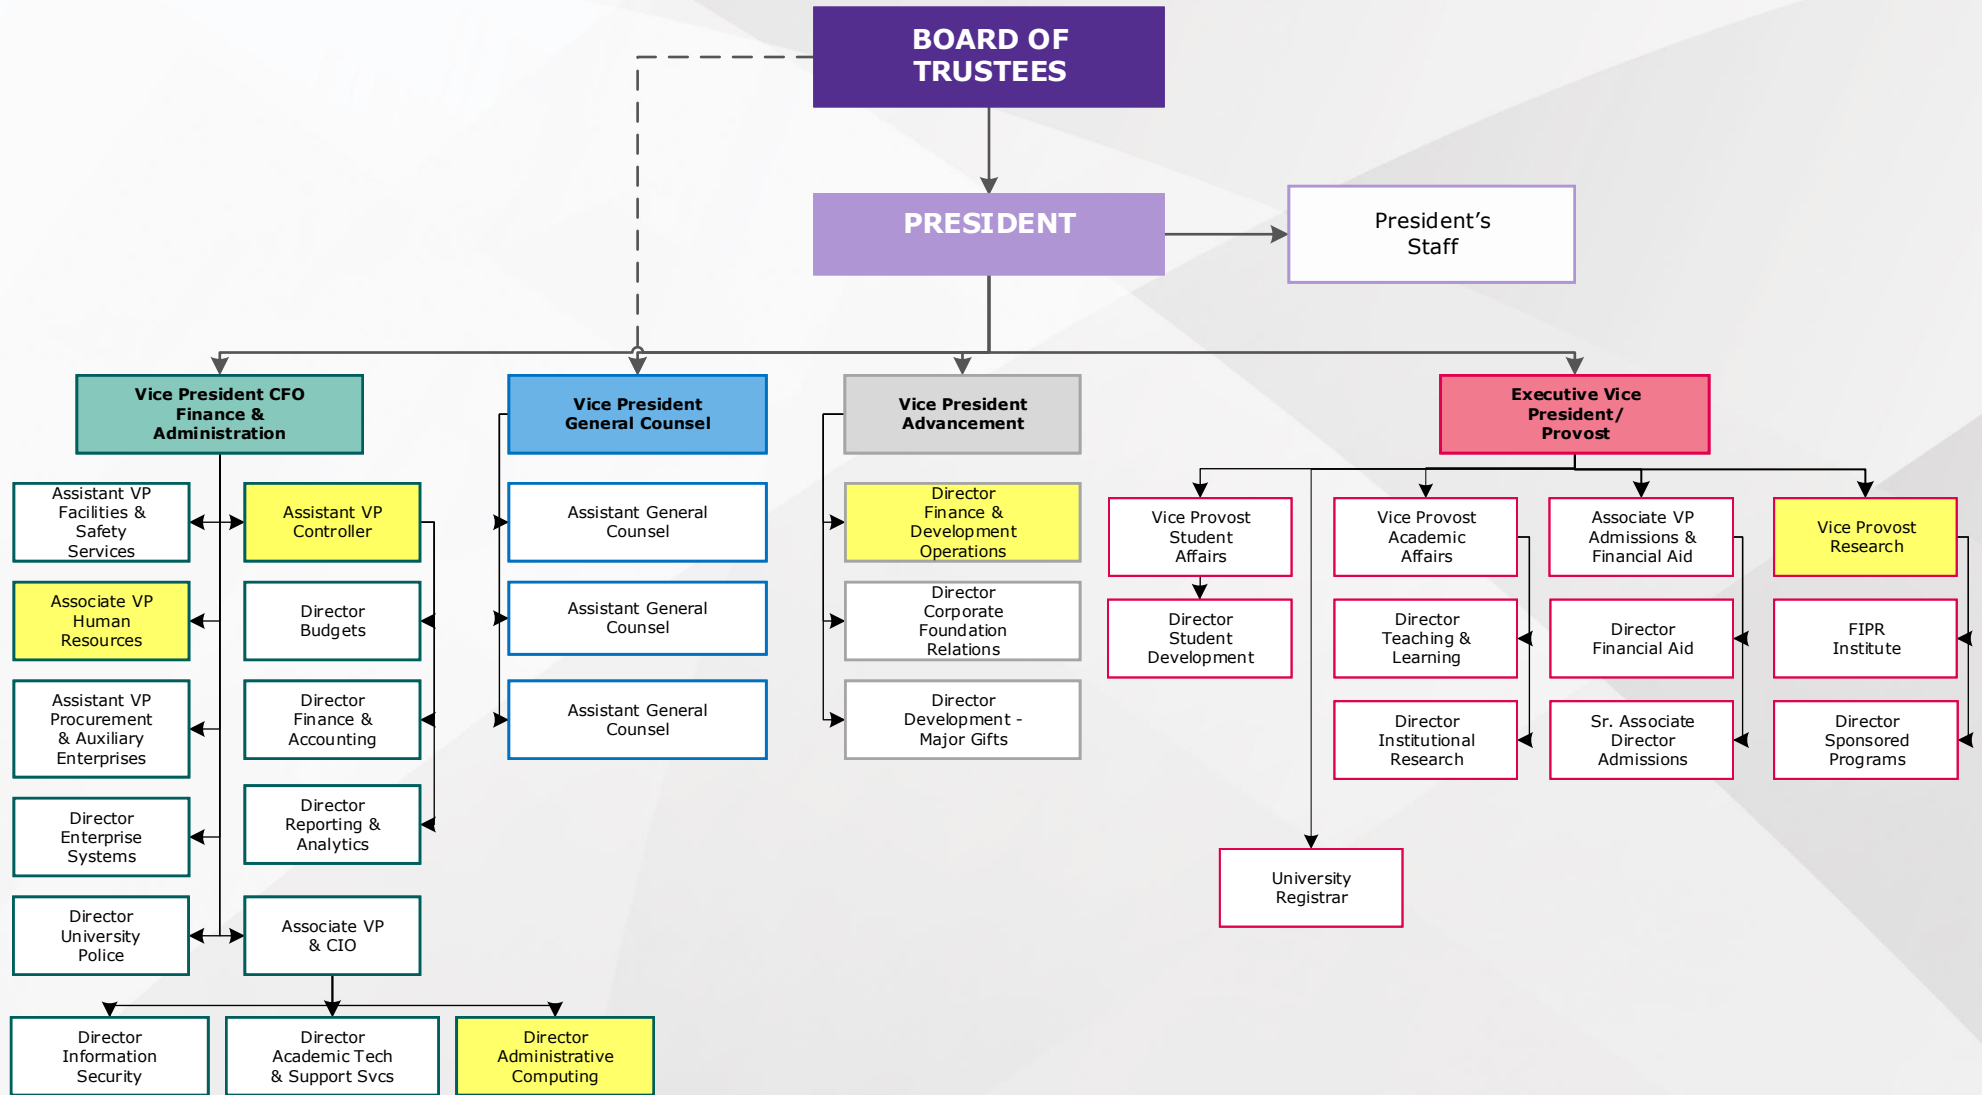 BOARD OF
TRUSTEES
PRESIDENT
President’s
Staff
Vice President CFO
Finance &
Administration
Vice President
General Counsel
Vice President
Advancement
Executive Vice
President/
Provost
Assistant VP
Facilities &
Safety
Services
Assistant VP
Controller
Associate VP
Human
Resources
Director
Budgets
Assistant VP
Procurement
& Auxiliary
Enterprises
Director
Finance &
Accounting
Director
Enterprise
Systems
Director
Reporting &
Analytics
Director
University
Police
Associate VP
& CIO
Director
Information
Security
Director
Academic Tech
& Support Svcs
Director
Administrative
Computing
Assistant General
Counsel
Assistant General
Counsel
Assistant General
Counsel
Director
Finance &
Development
Operations
Director
Corporate
Foundation
Relations
Director
Development -
Major Gifts
Vice Provost
Student
Affairs
Director
Student
Development
University
Registrar
Vice Provost
Academic
Affairs
Director
Teaching &
Learning
Director
Institutional
Research
Associate VP
Admissions &
Financial Aid
Director
Financial Aid
Sr. Associate
Director
Admissions
Vice Provost
Research
FIPR
Institute
Director
Sponsored
Programs